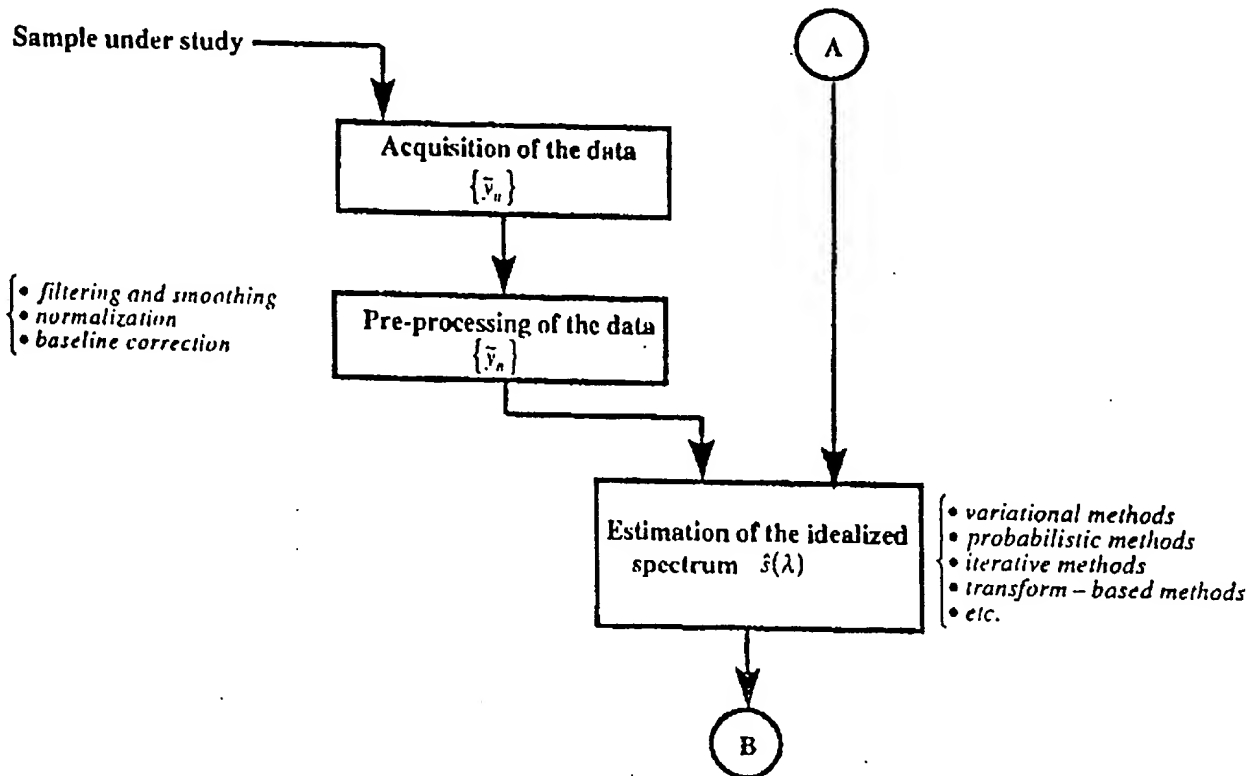 Sample under study
A
Acquisition of the data
{ỹₙ}
• filtering and smoothing
• normalization
• baseline correction
Pre-processing of the data
{ỹₙ}
Estimation of the idealized
spectrum ŝ(λ)
• variational methods
• probabilistic methods
• iterative methods
• transform – based methods
• etc.
B